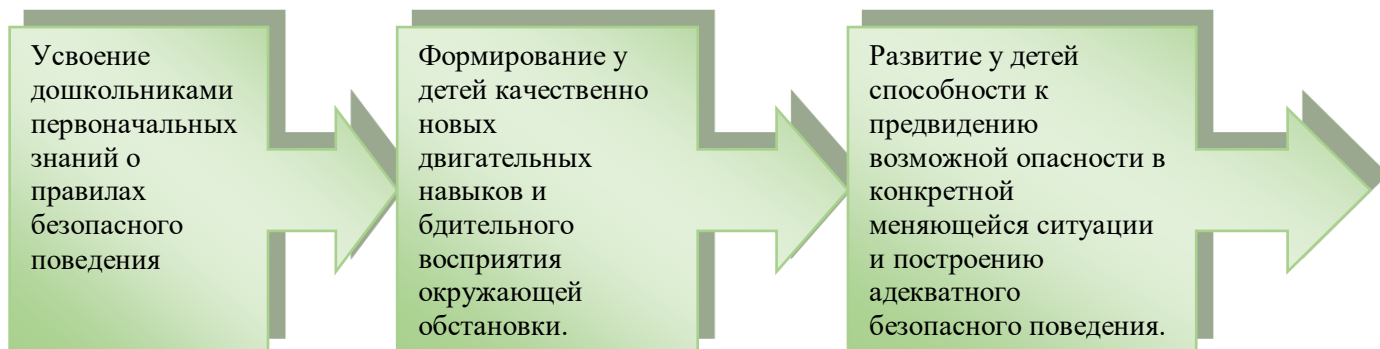 Усвоение
дошкольниками
первоначальных
знаний о
правилах
безопасного
поведения
Формирование у
детей качественно
новых
двигательных
навыков и
бдительного
восприятия
окружающей
обстановки.
Развитие у детей
способности к
предвидению
возможной опасности в
конкретной
меняющейся ситуации
и построению
адекватного
безопасного поведения.